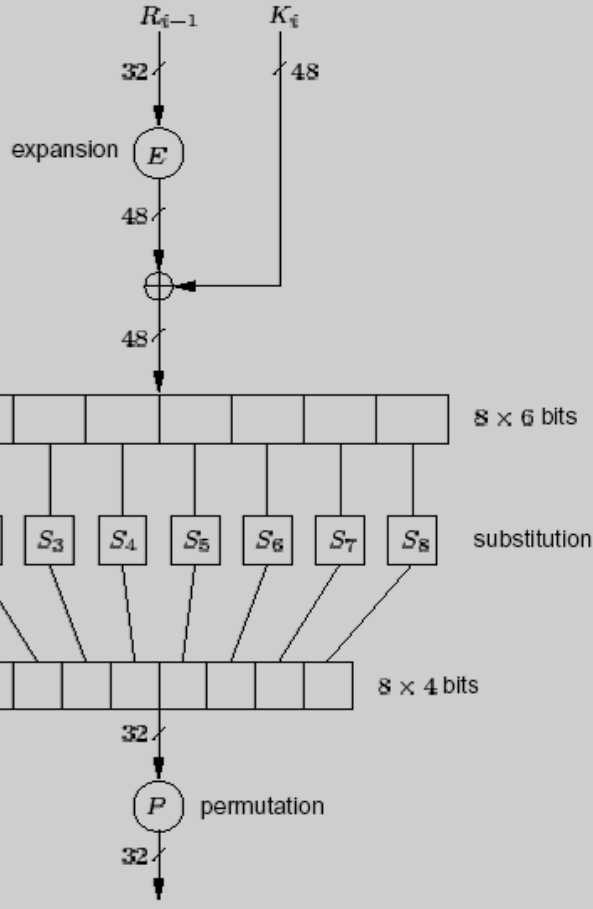 R_{i−1} K_i
32 48
expansion E
48
48
8 × 6 bits
S_3 S_4 S_5 S_6 S_7 S_8 substitution
8 × 4 bits
32
P permutation
32